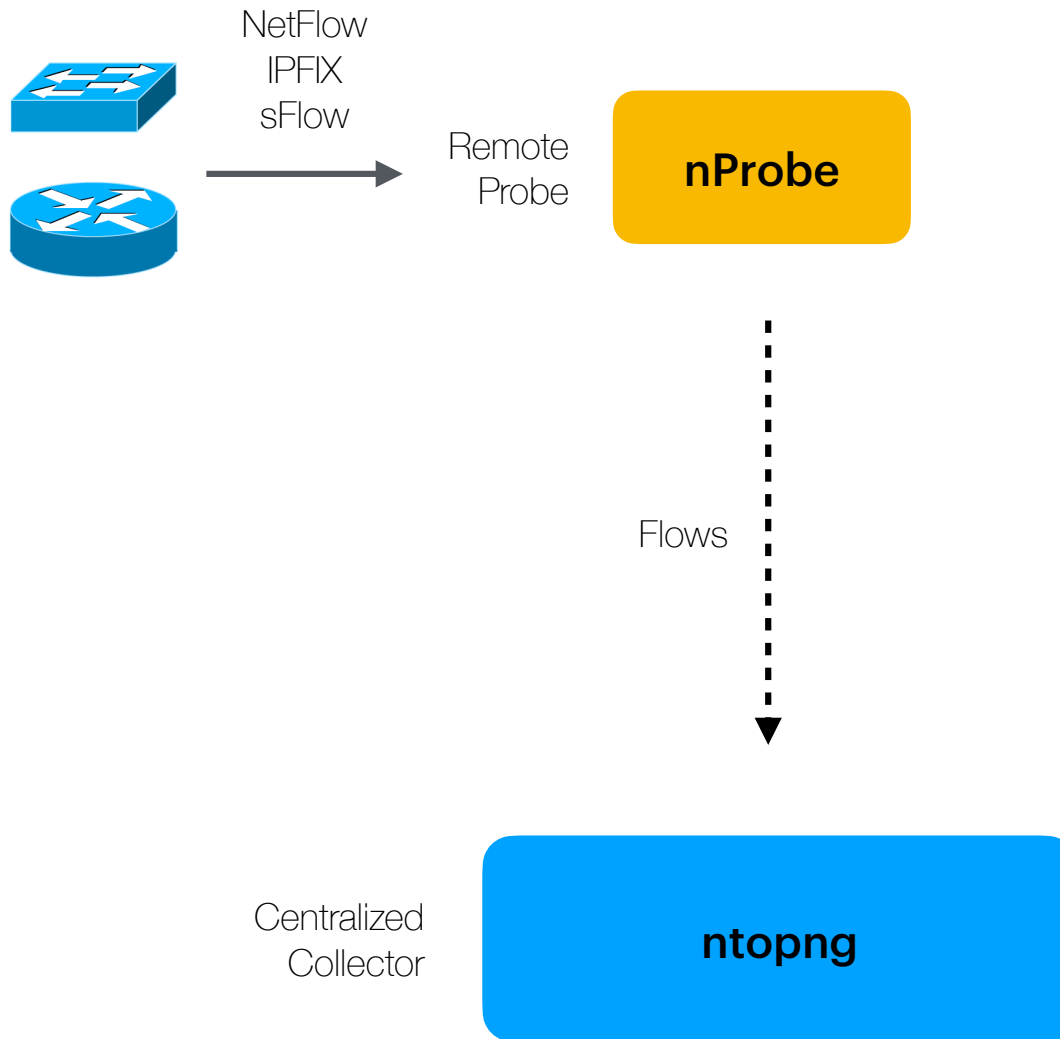 NetFlow
IPFIX
sFlow
Remote
Probe
nProbe
Flows
Centralized
Collector
ntopng